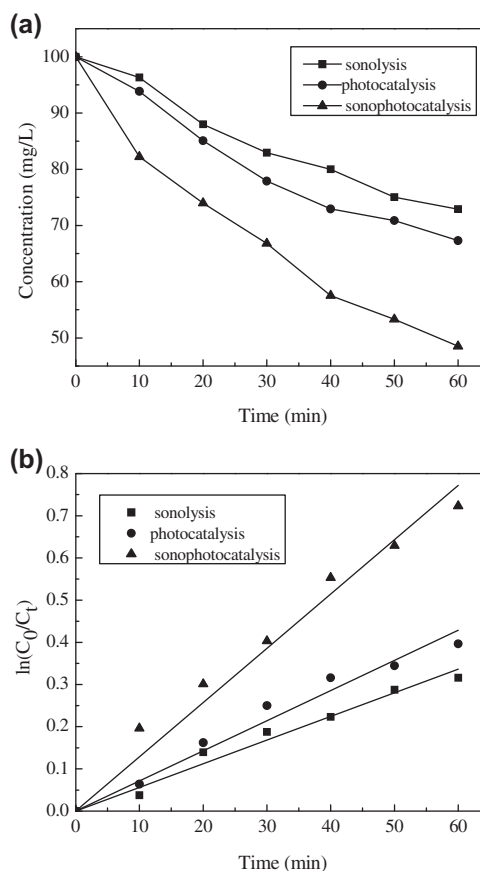 (a)
100
90
80
70
60
50
Concentration (mg/L)
sonolysis
photocatalysis
sonophotocatalysis
0 10 20 30 40 50 60
Time (min)
(b)
0.8
0.7
0.6
0.5
0.4
0.3
0.2
0.1
0.0
ln(C₀/Cₜ)
sonolysis
photocatalysis
sonophotocatalysis
0 10 20 30 40 50 60
Time (min)